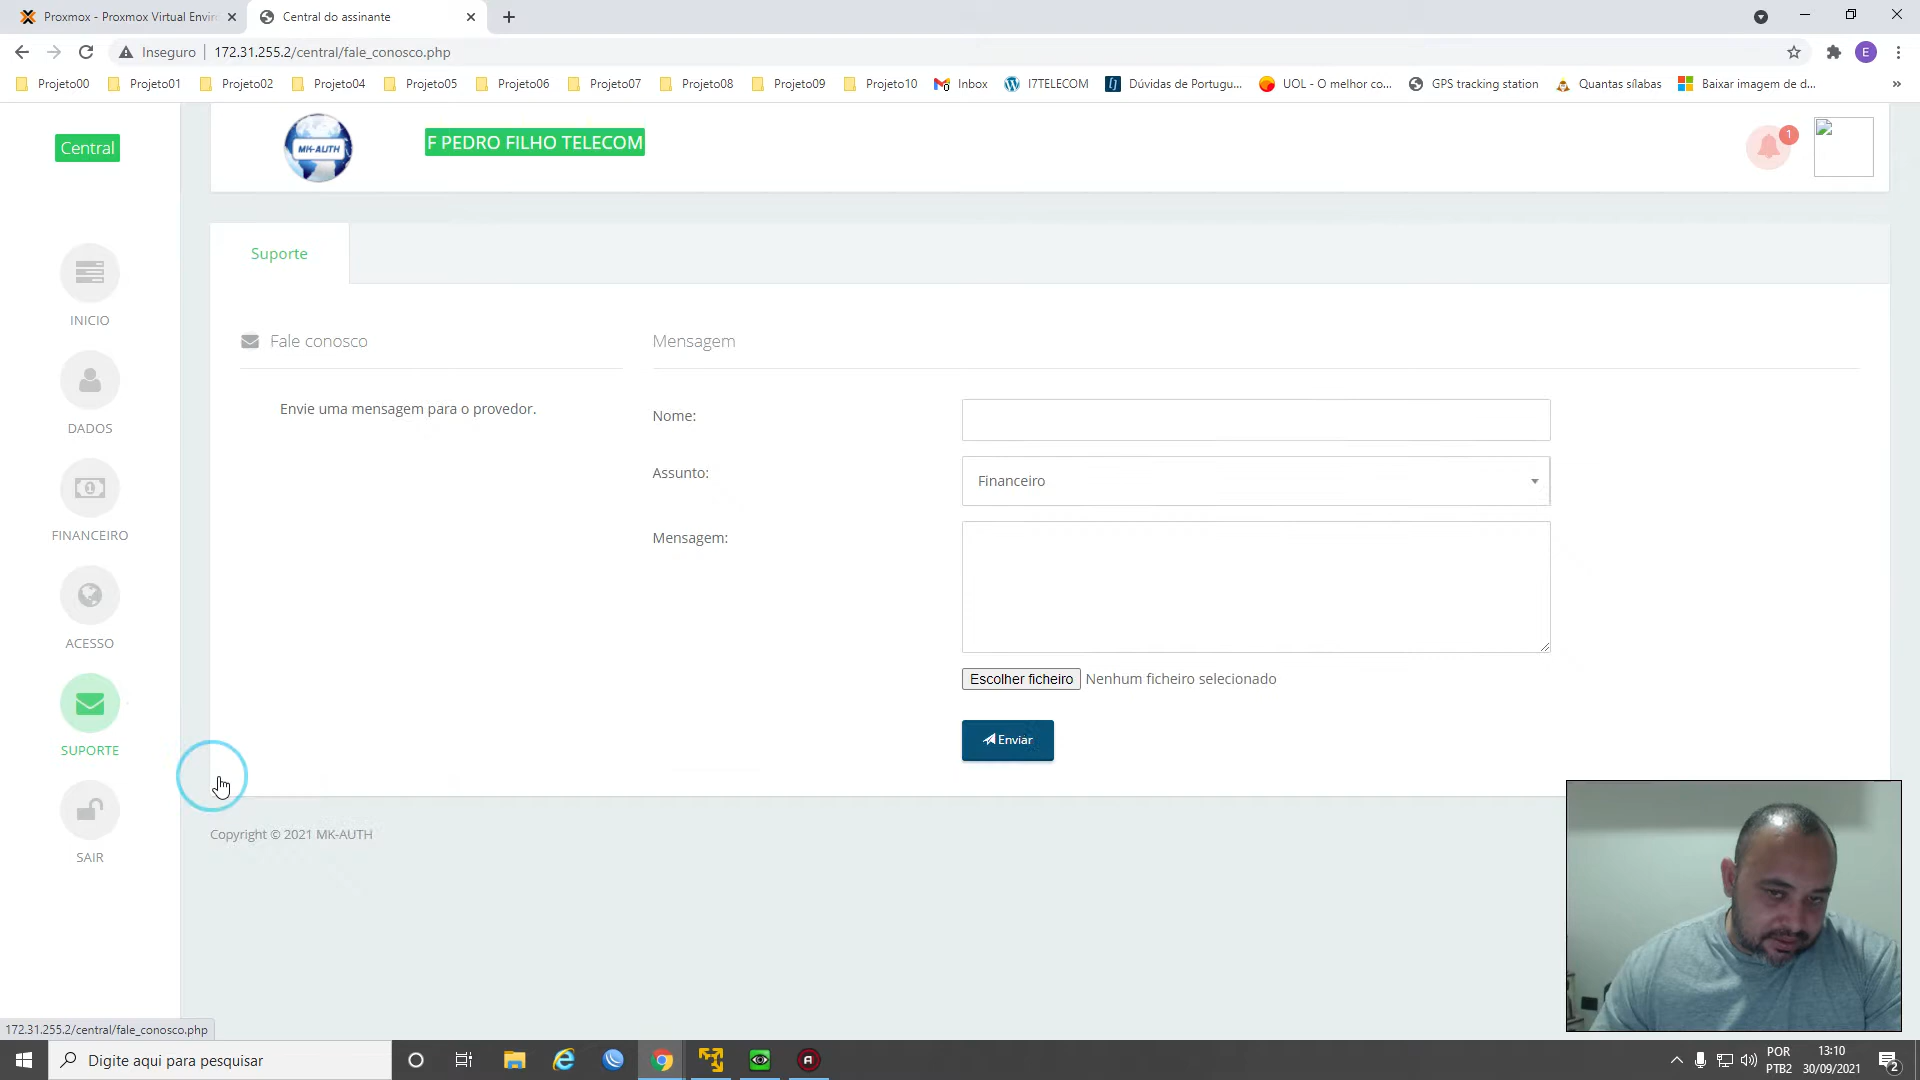 Proxmox - Proxmox Virtual Enviro
Central do assinante
Inseguro
172.31.255.2/central/fale_conosco.php
E
Projeto00
Projeto01
Projeto02
Projeto04
Projeto05
Projeto06
Projeto07
Projeto08
Projeto09
Projeto10
Inbox
I7TELECOM
Dúvidas de Portugu...
UOL - O melhor co...
GPS tracking station
Quantas sílabas
Baixar imagem de d...
»
Central
MK-AUTH
F PEDRO FILHO TELECOM
1
INICIO
DADOS
FINANCEIRO
ACESSO
SUPORTE
SAIR
Suporte
Fale conosco
Envie uma mensagem para o provedor.
Mensagem
Nome:
Assunto:
Financeiro
Mensagem:
Escolher ficheiro
Nenhum ficheiro selecionado
Enviar
Copyright © 2021 MK-AUTH
172.31.255.2/central/fale_conosco.php
Digite aqui para pesquisar
POR
PTB2
13:10
30/09/2021
2